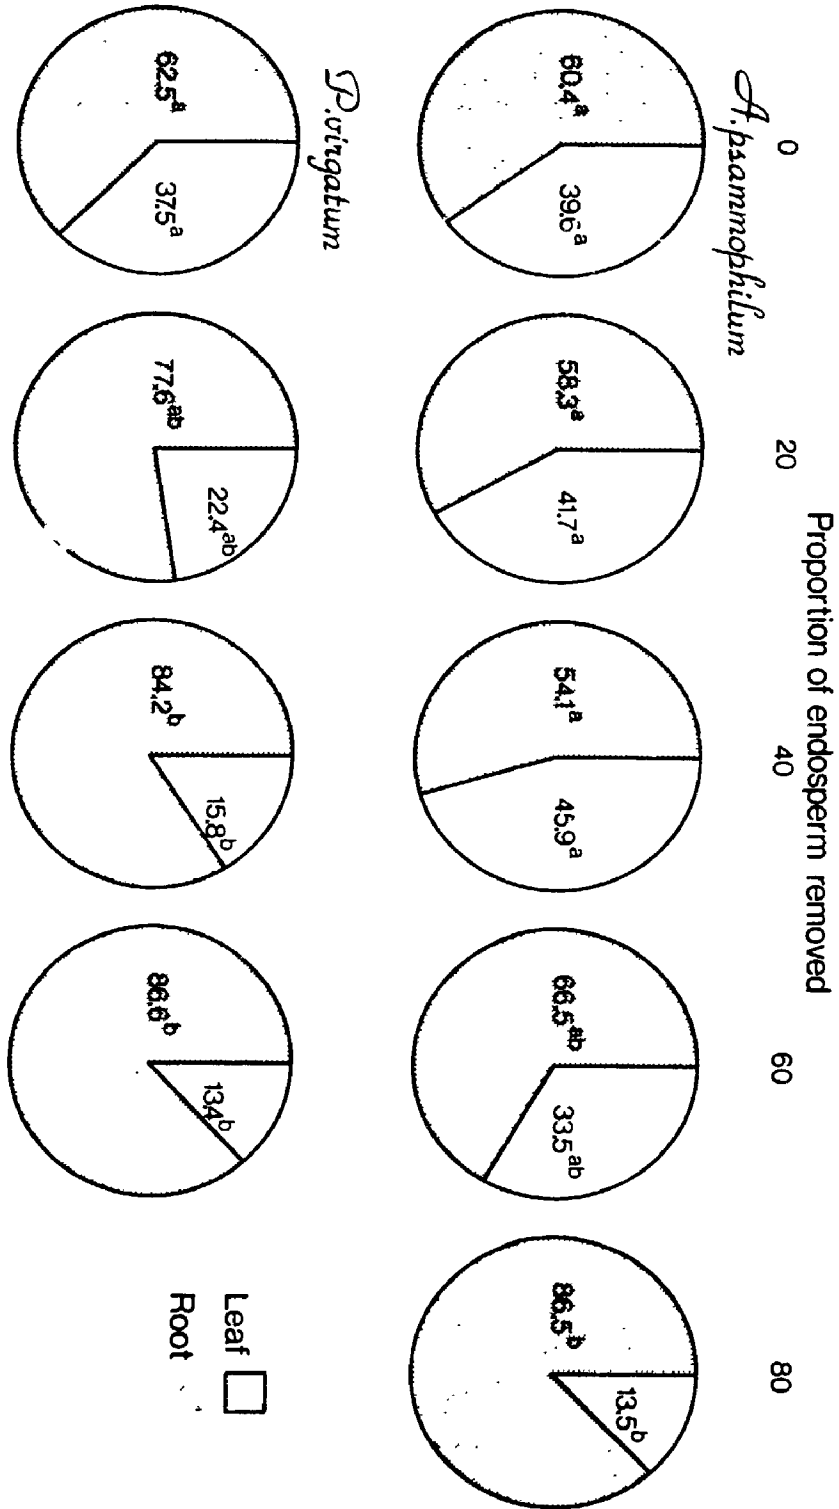 Proportion of endosperm removed
0 20 40 60 80
A. psammophilum
60.4ᵃ 39.6ᵃ 58.3ᵃ 41.7ᵃ 54.1ᵃ 45.9ᵃ 66.5ᵃᵇ 33.5ᵃᵇ 86.5ᵇ 13.5ᵇ
P. virgatum
62.5ᵃ 37.5ᵃ 77.6ᵃᵇ 22.4ᵃᵇ 84.2ᵇ 15.8ᵇ 86.6ᵇ 13.4ᵇ
Leaf
Root